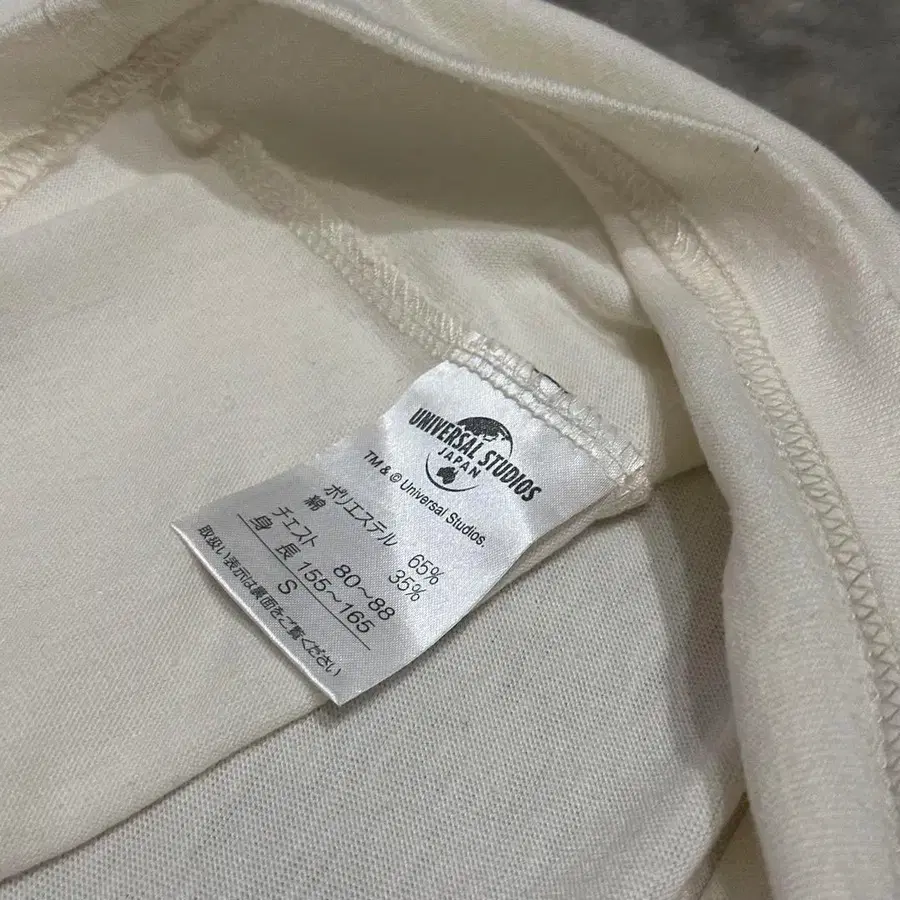 UNIVERSAL STUDIOS
JAPAN
TM & © Universal Studios.
ポリエステル 65%
綿 35%
チェスト 80~88
身長 155~165
S
取扱い表示は裏面をご覧ください